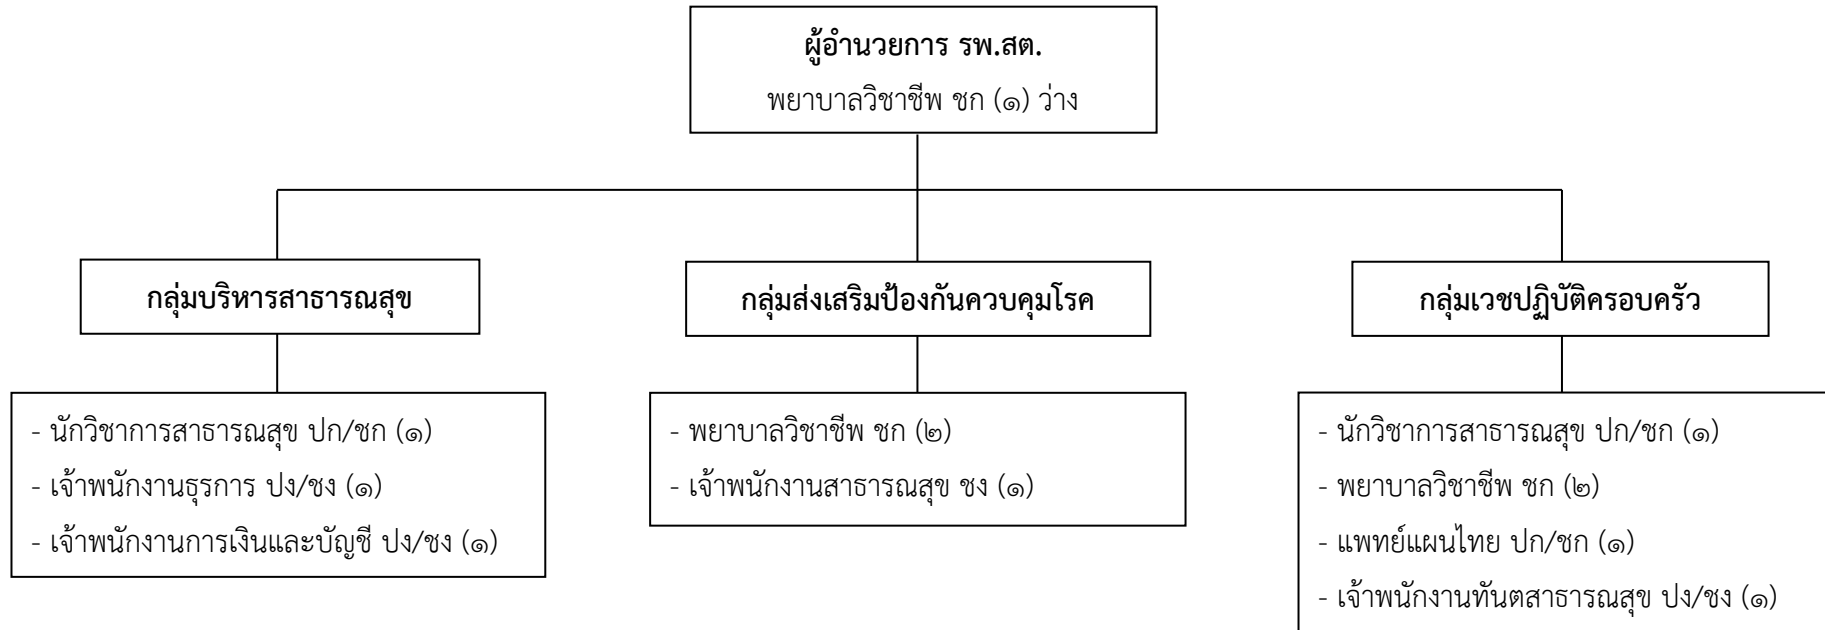 ผู้อำนวยการ รพ.สต.
พยาบาลวิชาชีพ ชก (๑) ว่าง
กลุ่มบริหารสาธารณสุข
- นักวิชาการสาธารณสุข ปก/ชก (๑)
- เจ้าพนักงานธุรการ ปง/ชง (๑)
- เจ้าพนักงานการเงินและบัญชี ปง/ชง (๑)
กลุ่มส่งเสริมป้องกันควบคุมโรค
- พยาบาลวิชาชีพ ชก (๒)
- เจ้าพนักงานสาธารณสุข ชง (๑)
กลุ่มเวชปฏิบัติครอบครัว
- นักวิชาการสาธารณสุข ปก/ชก (๑)
- พยาบาลวิชาชีพ ชก (๒)
- แพทย์แผนไทย ปก/ชก (๑)
- เจ้าพนักงานทันตสาธารณสุข ปง/ชง (๑)